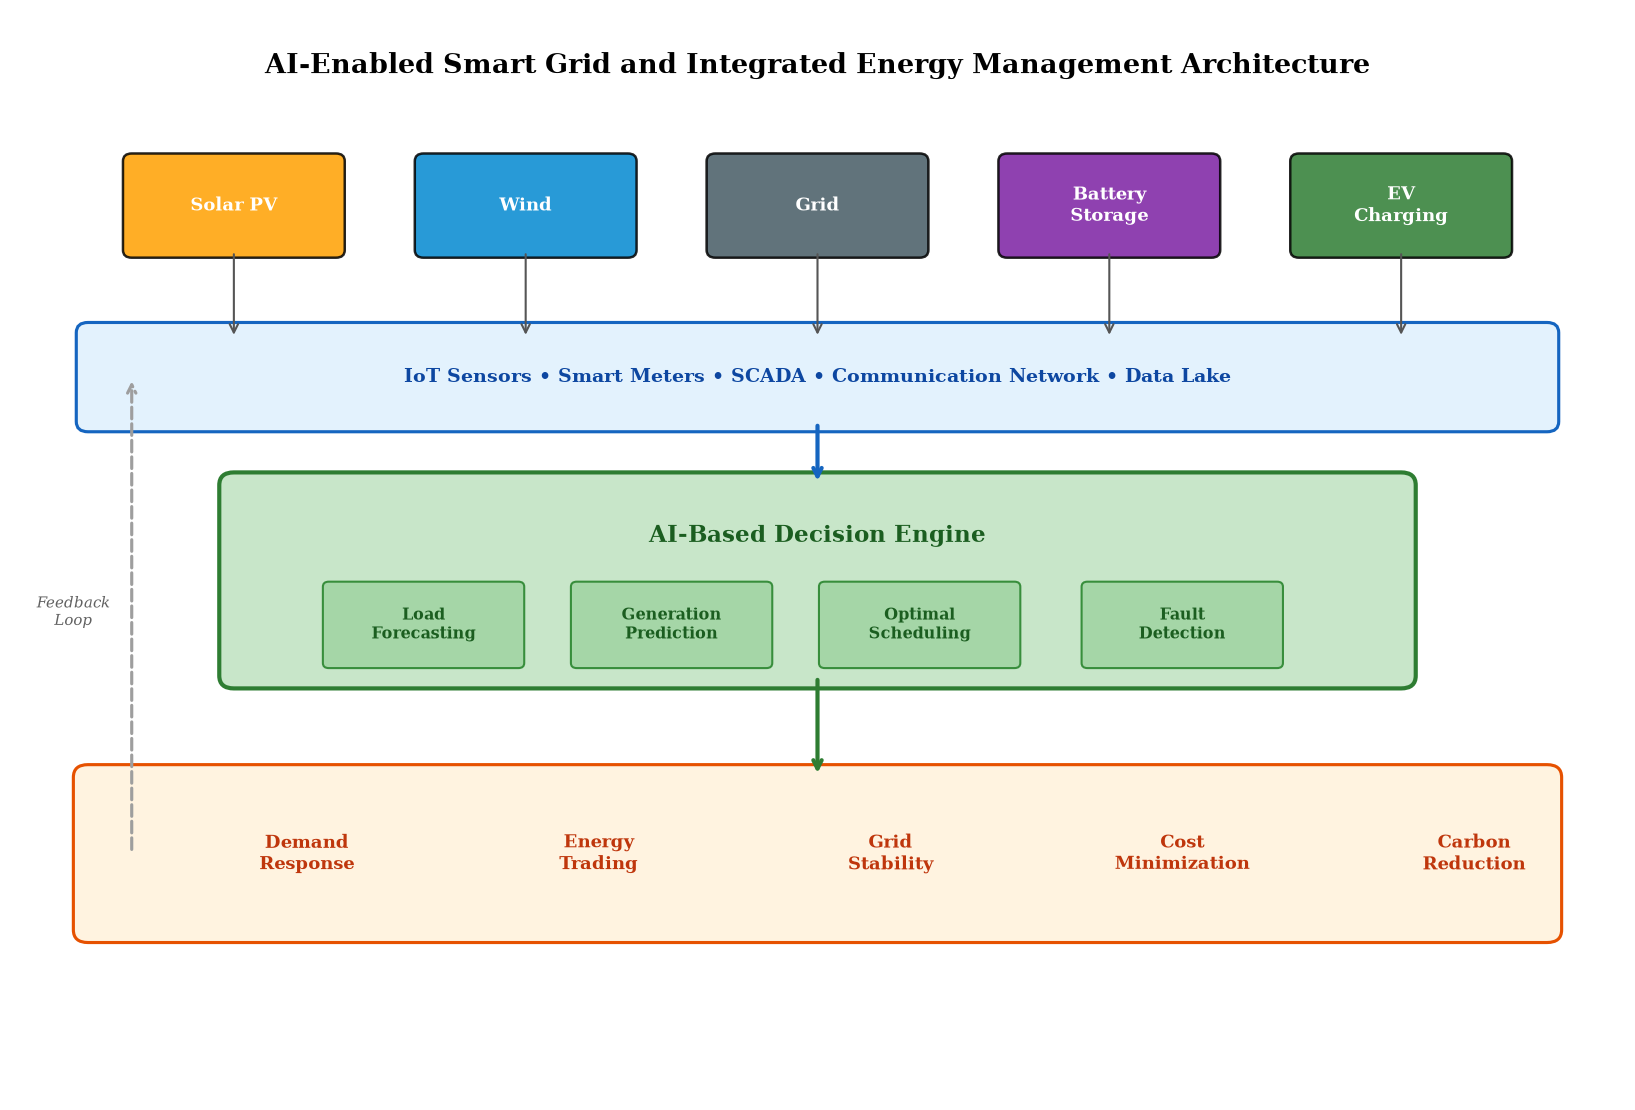 AI-Enabled Smart Grid and Integrated Energy Management Architecture
Solar PV
Wind
Grid
Battery
Storage
EV
Charging
IoT Sensors • Smart Meters • SCADA • Communication Network • Data Lake
AI-Based Decision Engine
Load
Forecasting
Generation
Prediction
Optimal
Scheduling
Fault
Detection
Feedback
Loop
Demand
Response
Energy
Trading
Grid
Stability
Cost
Minimization
Carbon
Reduction